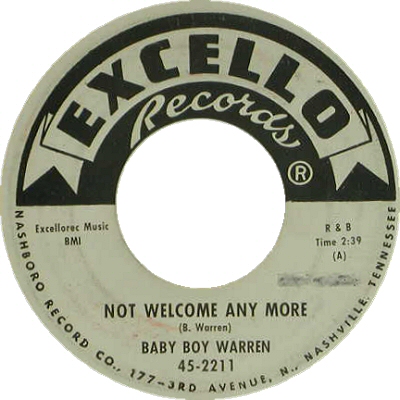 EXCELLO
Records
®
Excellorec Music
BMI
R & B
Time 2:39
(A)
NOT WELCOME ANY MORE
(B. Warren)
BABY BOY WARREN
45-2211
NASHBORO RECORD CO., 177-3RD AVENUE, N., NASHVILLE, TENNESSEE